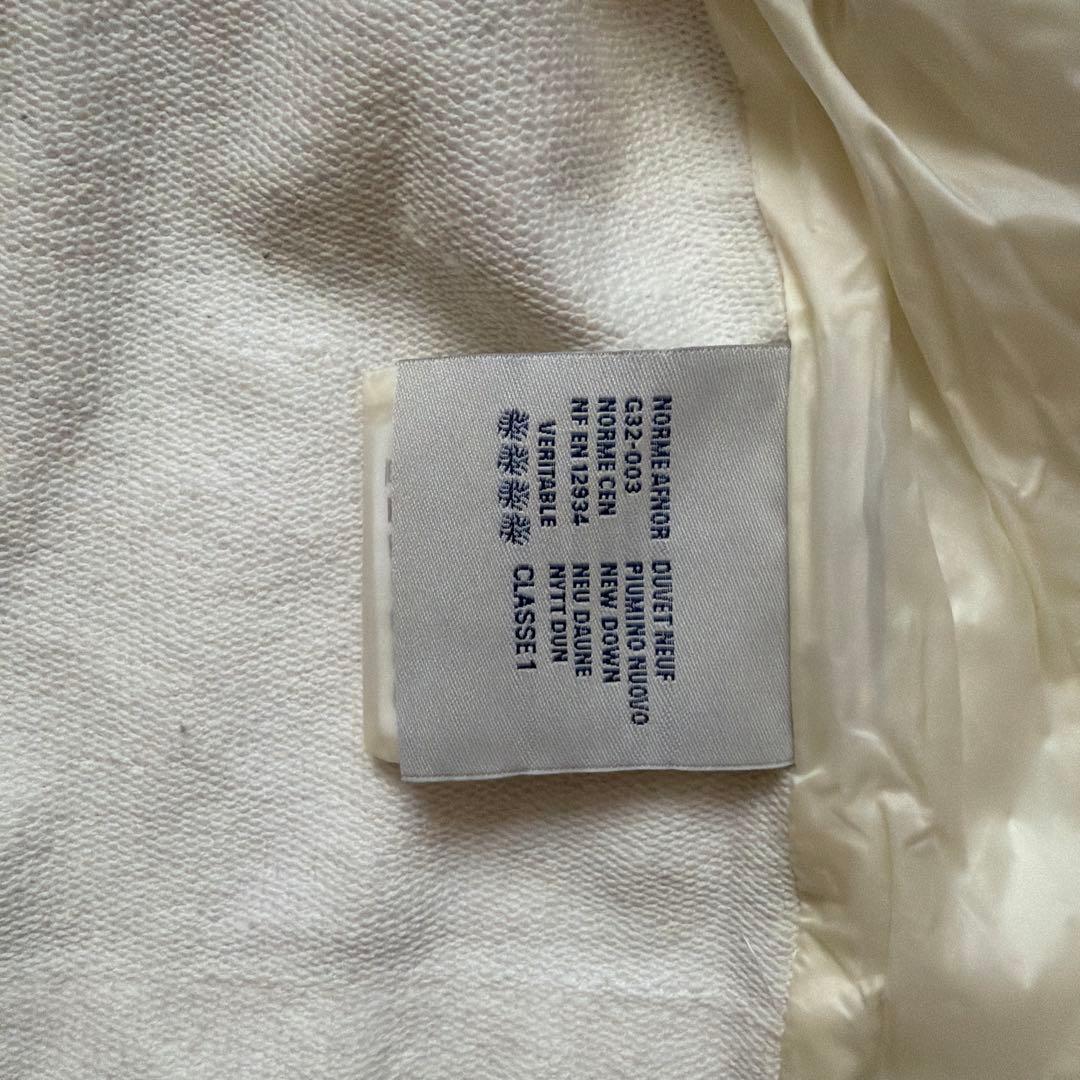 NORME AFNOR DUVET NEUF
G32-003 PIUMINO NUOVO
NORME CEN NEW DOWN
NF EN 12934 NEU DAUNE
VERITABLE NYTT DUN
CLASSE 1